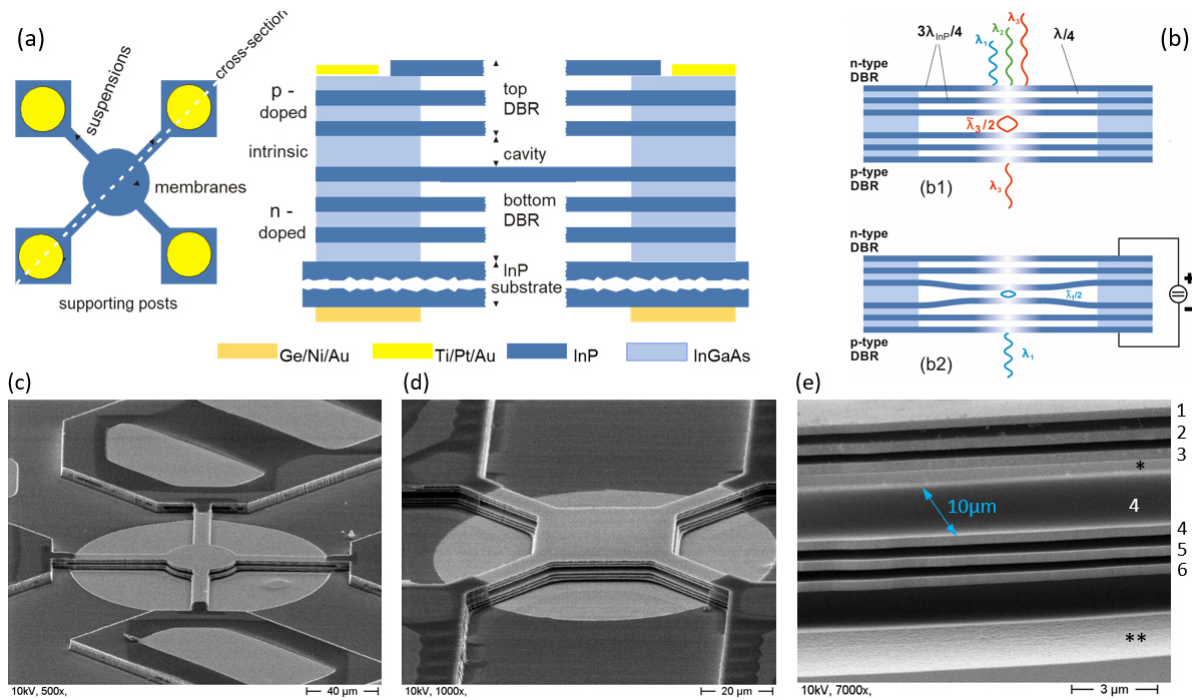 (a)
suspensions
cross-section
membranes
supporting posts
p -
doped
intrinsic
n -
doped
top
DBR
cavity
bottom
DBR
InP
substrate
Ge/Ni/Au
Ti/Pt/Au
InP
InGaAs
(b)
λ₁
λ₂
λ₃
3λInP/4
λ/4
n-type
DBR
λ̃₃/2
p-type
DBR
λ₃
(b1)
n-type
DBR
λ̃₁/2
+
-
p-type
DBR
λ₁
(b2)
(c)
10kV, 500x,
40 µm
(d)
10kV, 1000x,
20 µm
(e)
1
2
3
*
10µm
4
4
5
6
**
10kV, 7000x,
3 µm